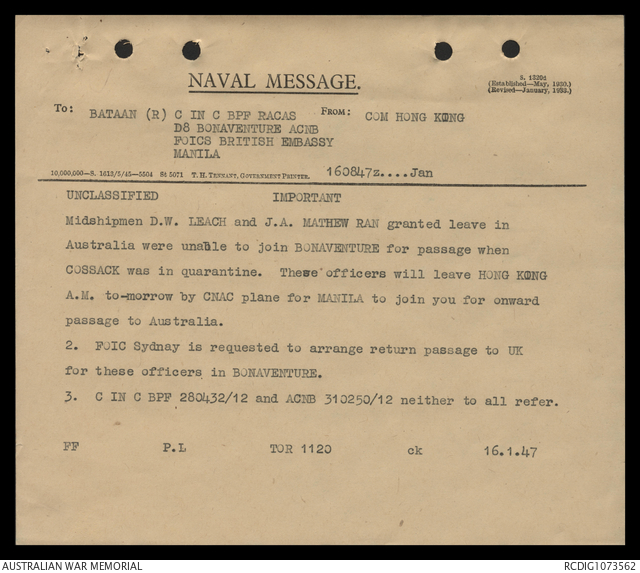 S. 1320d
(Established—May, 1930.)
(Revised—January, 1933.)
NAVAL MESSAGE.
To: BATAAN (R) C IN C BPF RACAS FROM: COM HONG KONG
D8 BONAVENTURE ACNB
FOICS BRITISH EMBASSY
MANILA
10,000,000—S. 1613/5/45—5504 St 5071 T. H. TENNANT, GOVERNMENT PRINTER. 160847z....Jan
UNCLASSIFIED IMPORTANT
Midshipmen D.W. LEACH and J.A. MATHEW RAN granted leave in
Australia were unable to join BONAVENTURE for passage when
COSSACK was in quarantine. These officers will leave HONG KONG
A.M. to-morrow by CNAC plane for MANILA to join you for onward
passage to Australia.
2. FOIC Sydnay is requested to arrange return passage to UK
for these officers in BONAVENTURE.
3. C IN C BPF 280432/12 and ACNB 310250/12 neither to all refer.
FF P.L TOR 1120 ck 16.1.47
AUSTRALIAN WAR MEMORIAL RCDIG1073562